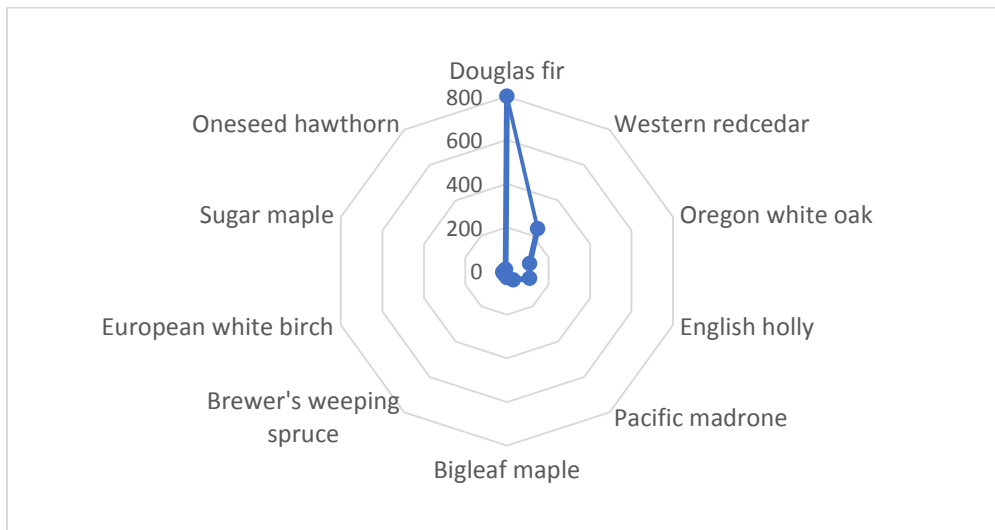 Douglas fir
800
600
400
200
0
Western redcedar
Oregon white oak
English holly
Pacific madrone
Bigleaf maple
Brewer's weeping
spruce
European white birch
Sugar maple
Oneseed hawthorn